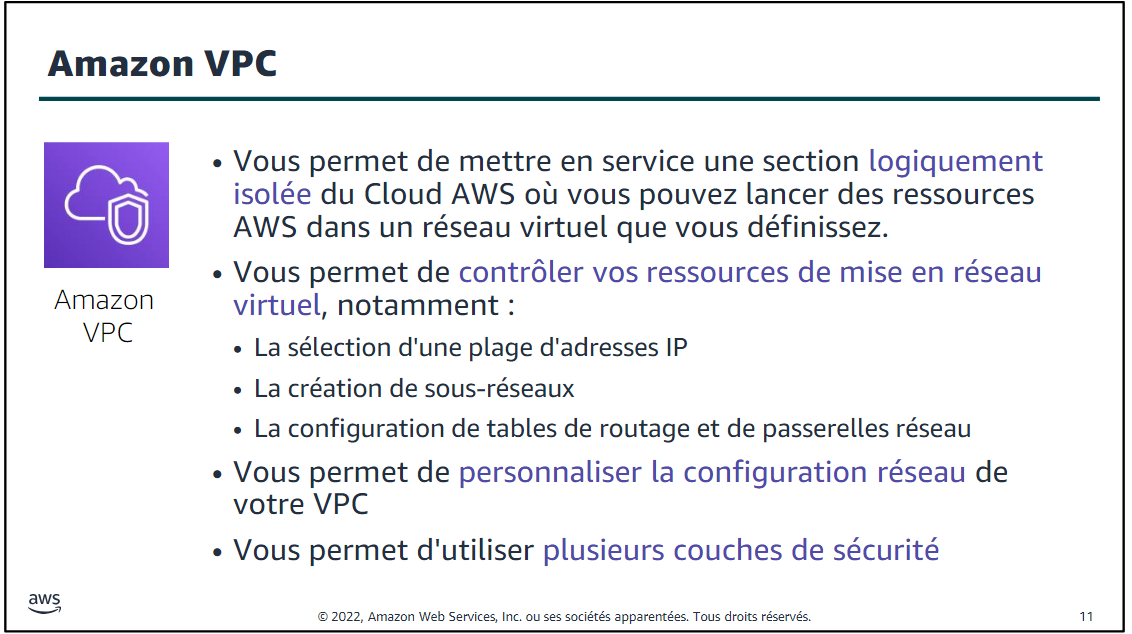 Amazon VPC
Amazon
VPC
• Vous permet de mettre en service une section logiquement
isolée du Cloud AWS où vous pouvez lancer des ressources
AWS dans un réseau virtuel que vous définissez.
• Vous permet de contrôler vos ressources de mise en réseau
virtuel, notamment :
• La sélection d'une plage d'adresses IP
• La création de sous-réseaux
• La configuration de tables de routage et de passerelles réseau
• Vous permet de personnaliser la configuration réseau de
votre VPC
• Vous permet d'utiliser plusieurs couches de sécurité
aws
© 2022, Amazon Web Services, Inc. ou ses sociétés apparentées. Tous droits réservés.
11